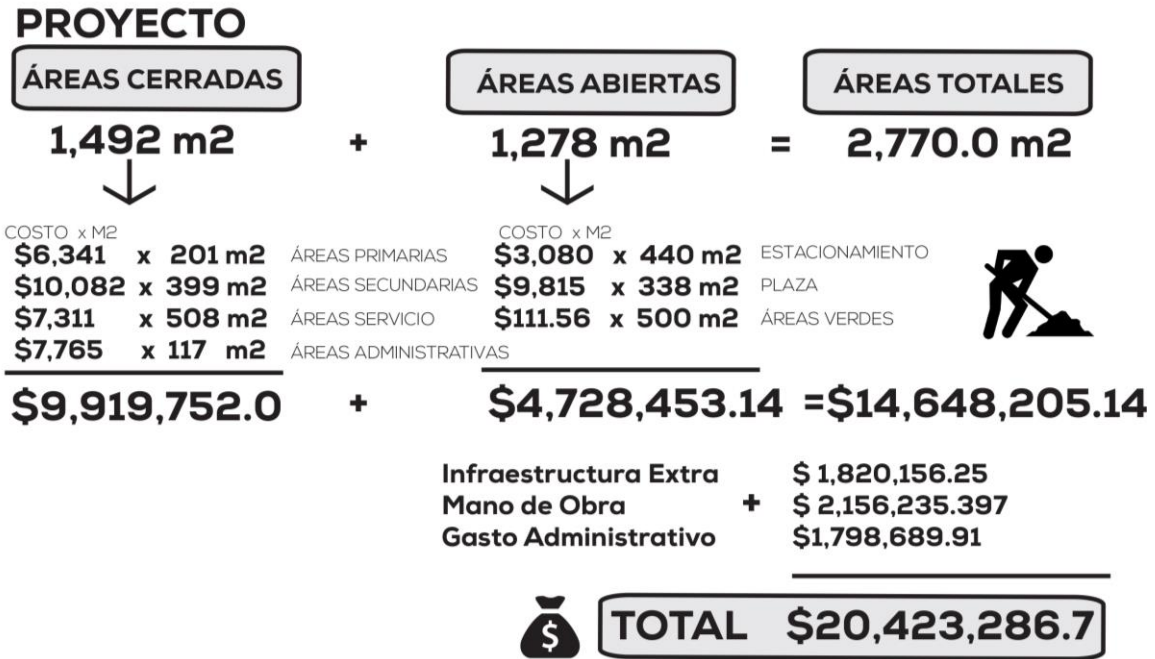 PROYECTO
ÁREAS CERRADAS
ÁREAS ABIERTAS
ÁREAS TOTALES
1,492 m2 + 1,278 m2 = 2,770.0 m2
COSTO x M2
$6,341 x 201 m2 ÁREAS PRIMARIAS
$10,082 x 399 m2 ÁREAS SECUNDARIAS
$7,311 x 508 m2 ÁREAS SERVICIO
$7,765 x 117 m2 ÁREAS ADMINISTRATIVAS
COSTO x M2
$3,080 x 440 m2 ESTACIONAMIENTO
$9,815 x 338 m2 PLAZA
$111.56 x 500 m2 ÁREAS VERDES
$9,919,752.0 + $4,728,453.14 =$14,648,205.14
Infraestructura Extra $ 1,820,156.25
Mano de Obra + $ 2,156,235.397
Gasto Administrativo $1,798,689.91
$
TOTAL $20,423,286.7